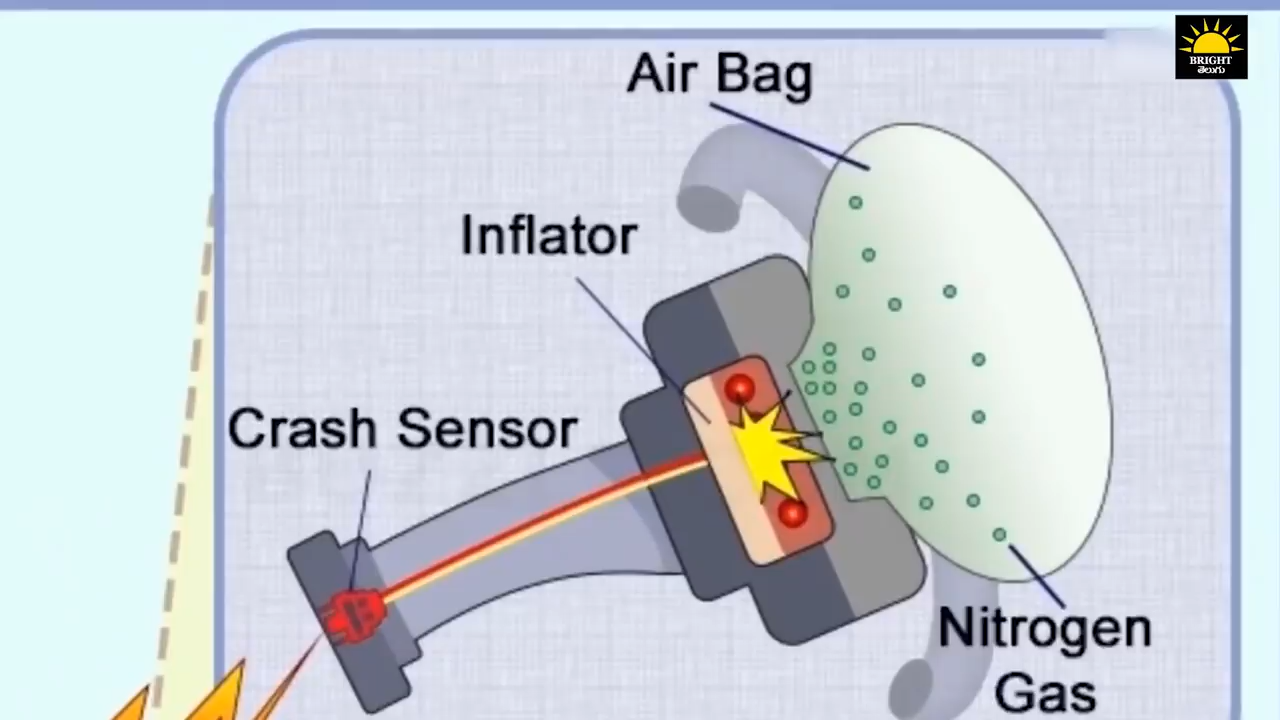 Air Bag
BRIGHT
తెలుగు
Inflator
Crash Sensor
Nitrogen
Gas